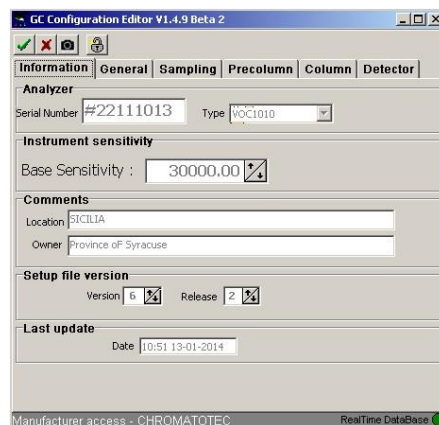 GC Configuration Editor V1.4.9 Beta 2
Information General Sampling Precolumn Column Detector
Analyzer
Serial Number #22111013 Type VOC1010
Instrument sensitivity
Base Sensitivity : 30000.00
Comments
Location SICILIA
Owner Province oF Syracuse
Setup file version
Version 6 Release 2
Last update
Date 10:51 13-01-2014
Manufacturer access - CHROMATOTEC RealTime DataBase